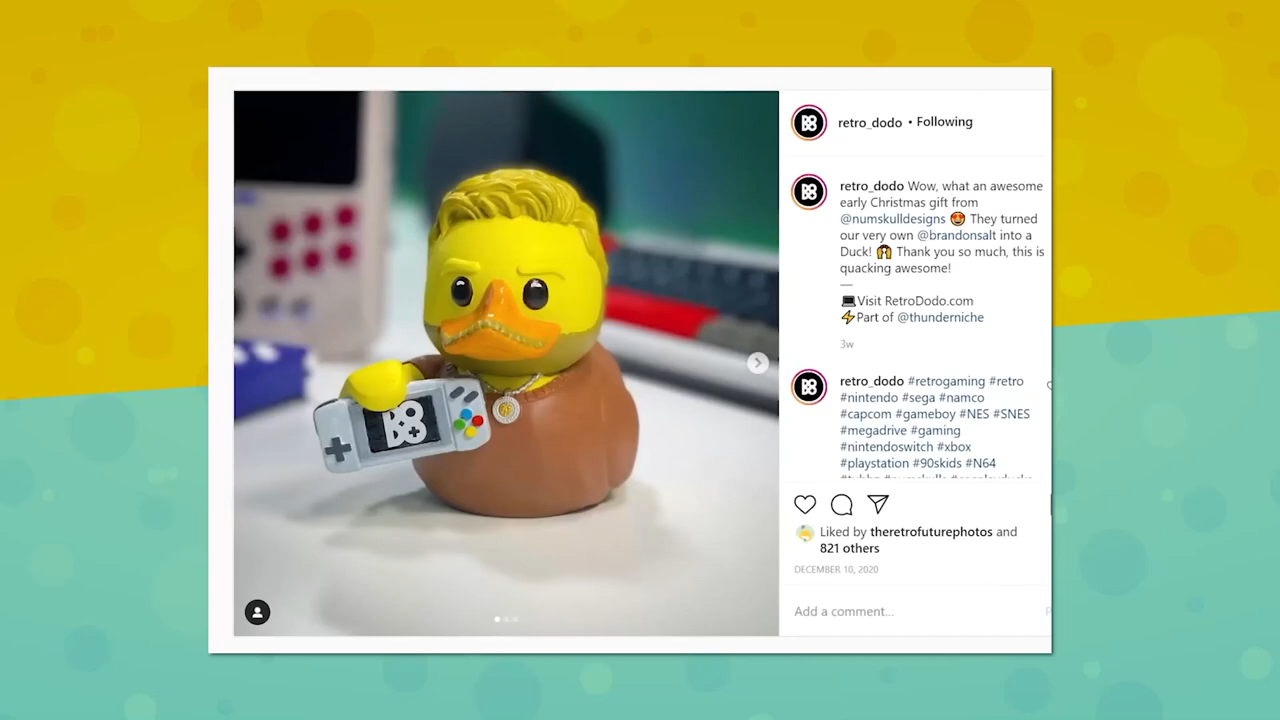 retro_dodo • Following
retro_dodo Wow, what an awesome
early Christmas gift from
@numskulldesigns 😍 They turned
our very own @brandonsalt into a
Duck! 🙌 Thank you so much, this is
quacking awesome!
—
💻Visit RetroDodo.com
⚡Part of @thunderniche
3w
retro_dodo #retrogaming #retro
#nintendo #sega #namco
#capcom #gameboy #NES #SNES
#megadrive #gaming
#nintendoswitch #xbox
#playstation #90skids #N64
Liked by theretrofuturephotos and
821 others
DECEMBER 10, 2020
Add a comment...